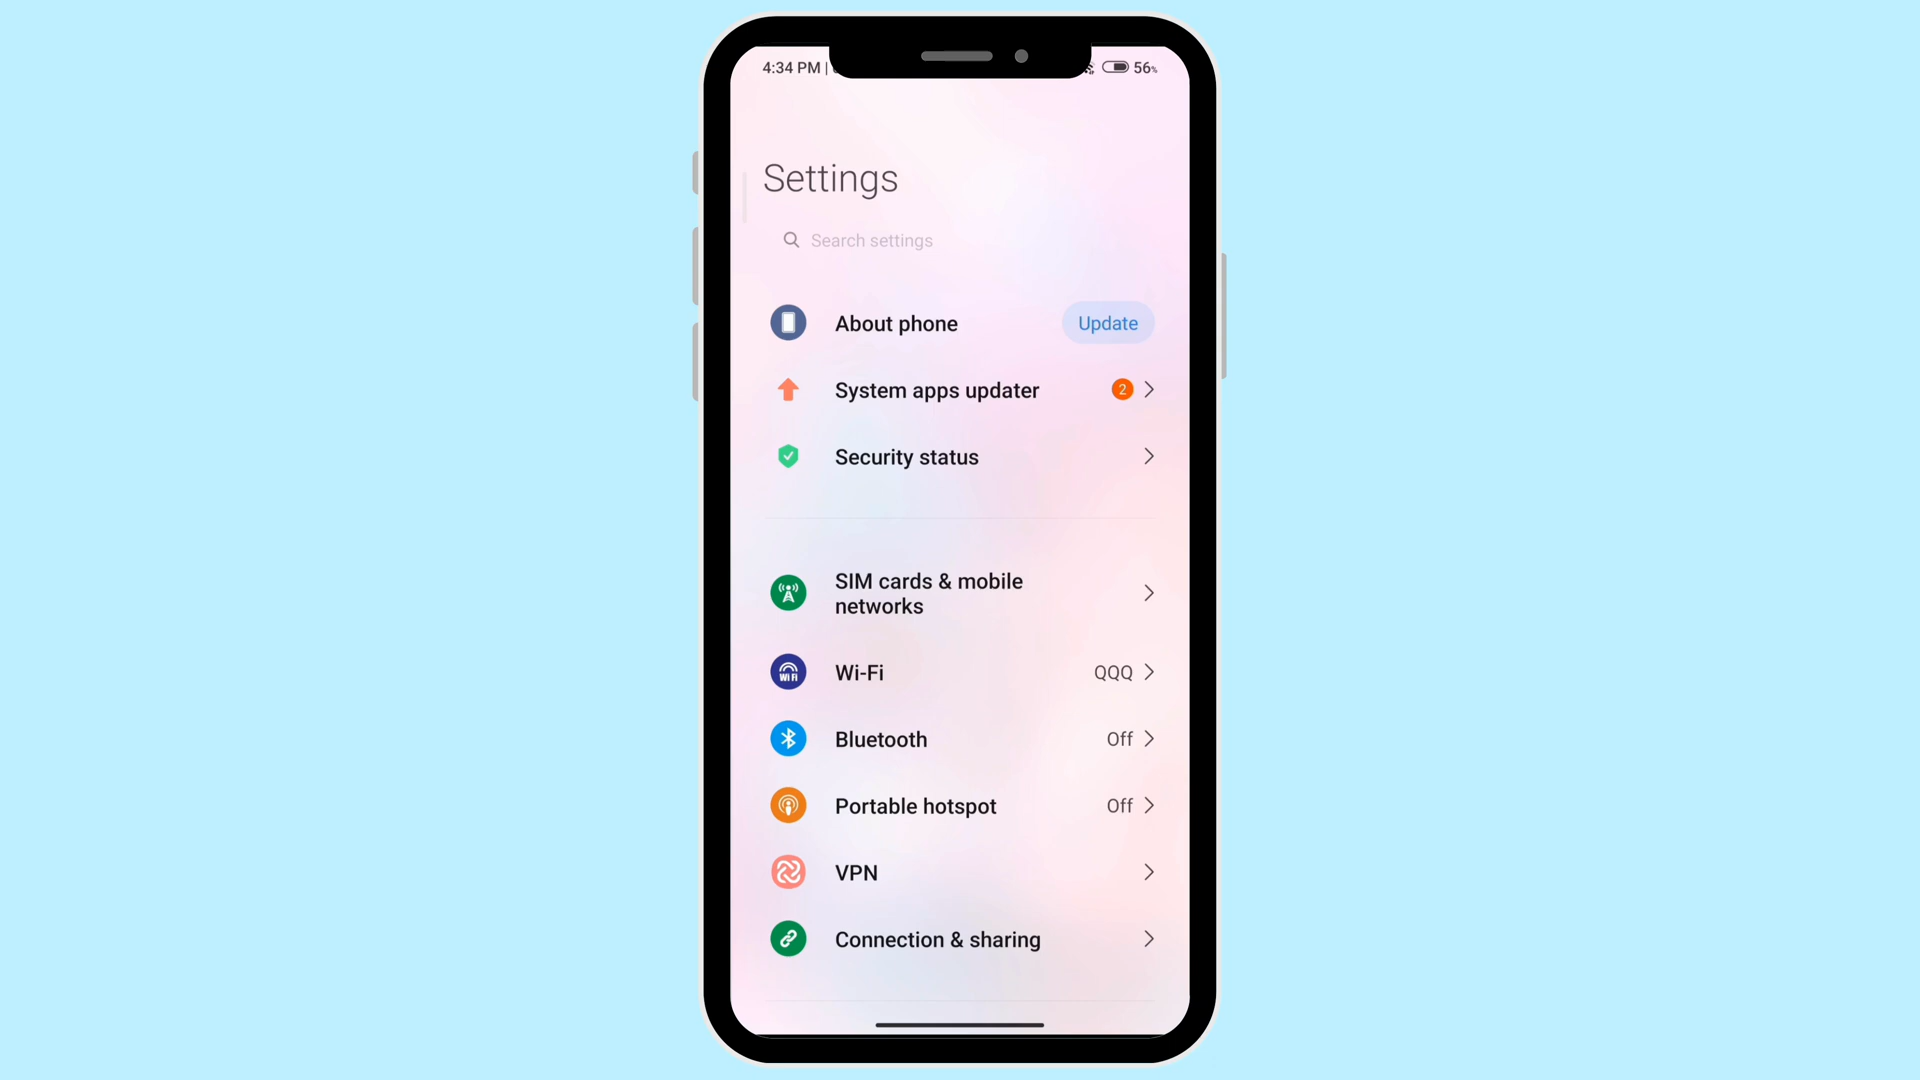 4:34 PM |
56%
Settings
Search settings
About phone
Update
System apps updater
2
Security status
SIM cards & mobile
networks
Wi-Fi
QQQ
WiFi
Bluetooth
Off
Portable hotspot
Off
VPN
Connection & sharing